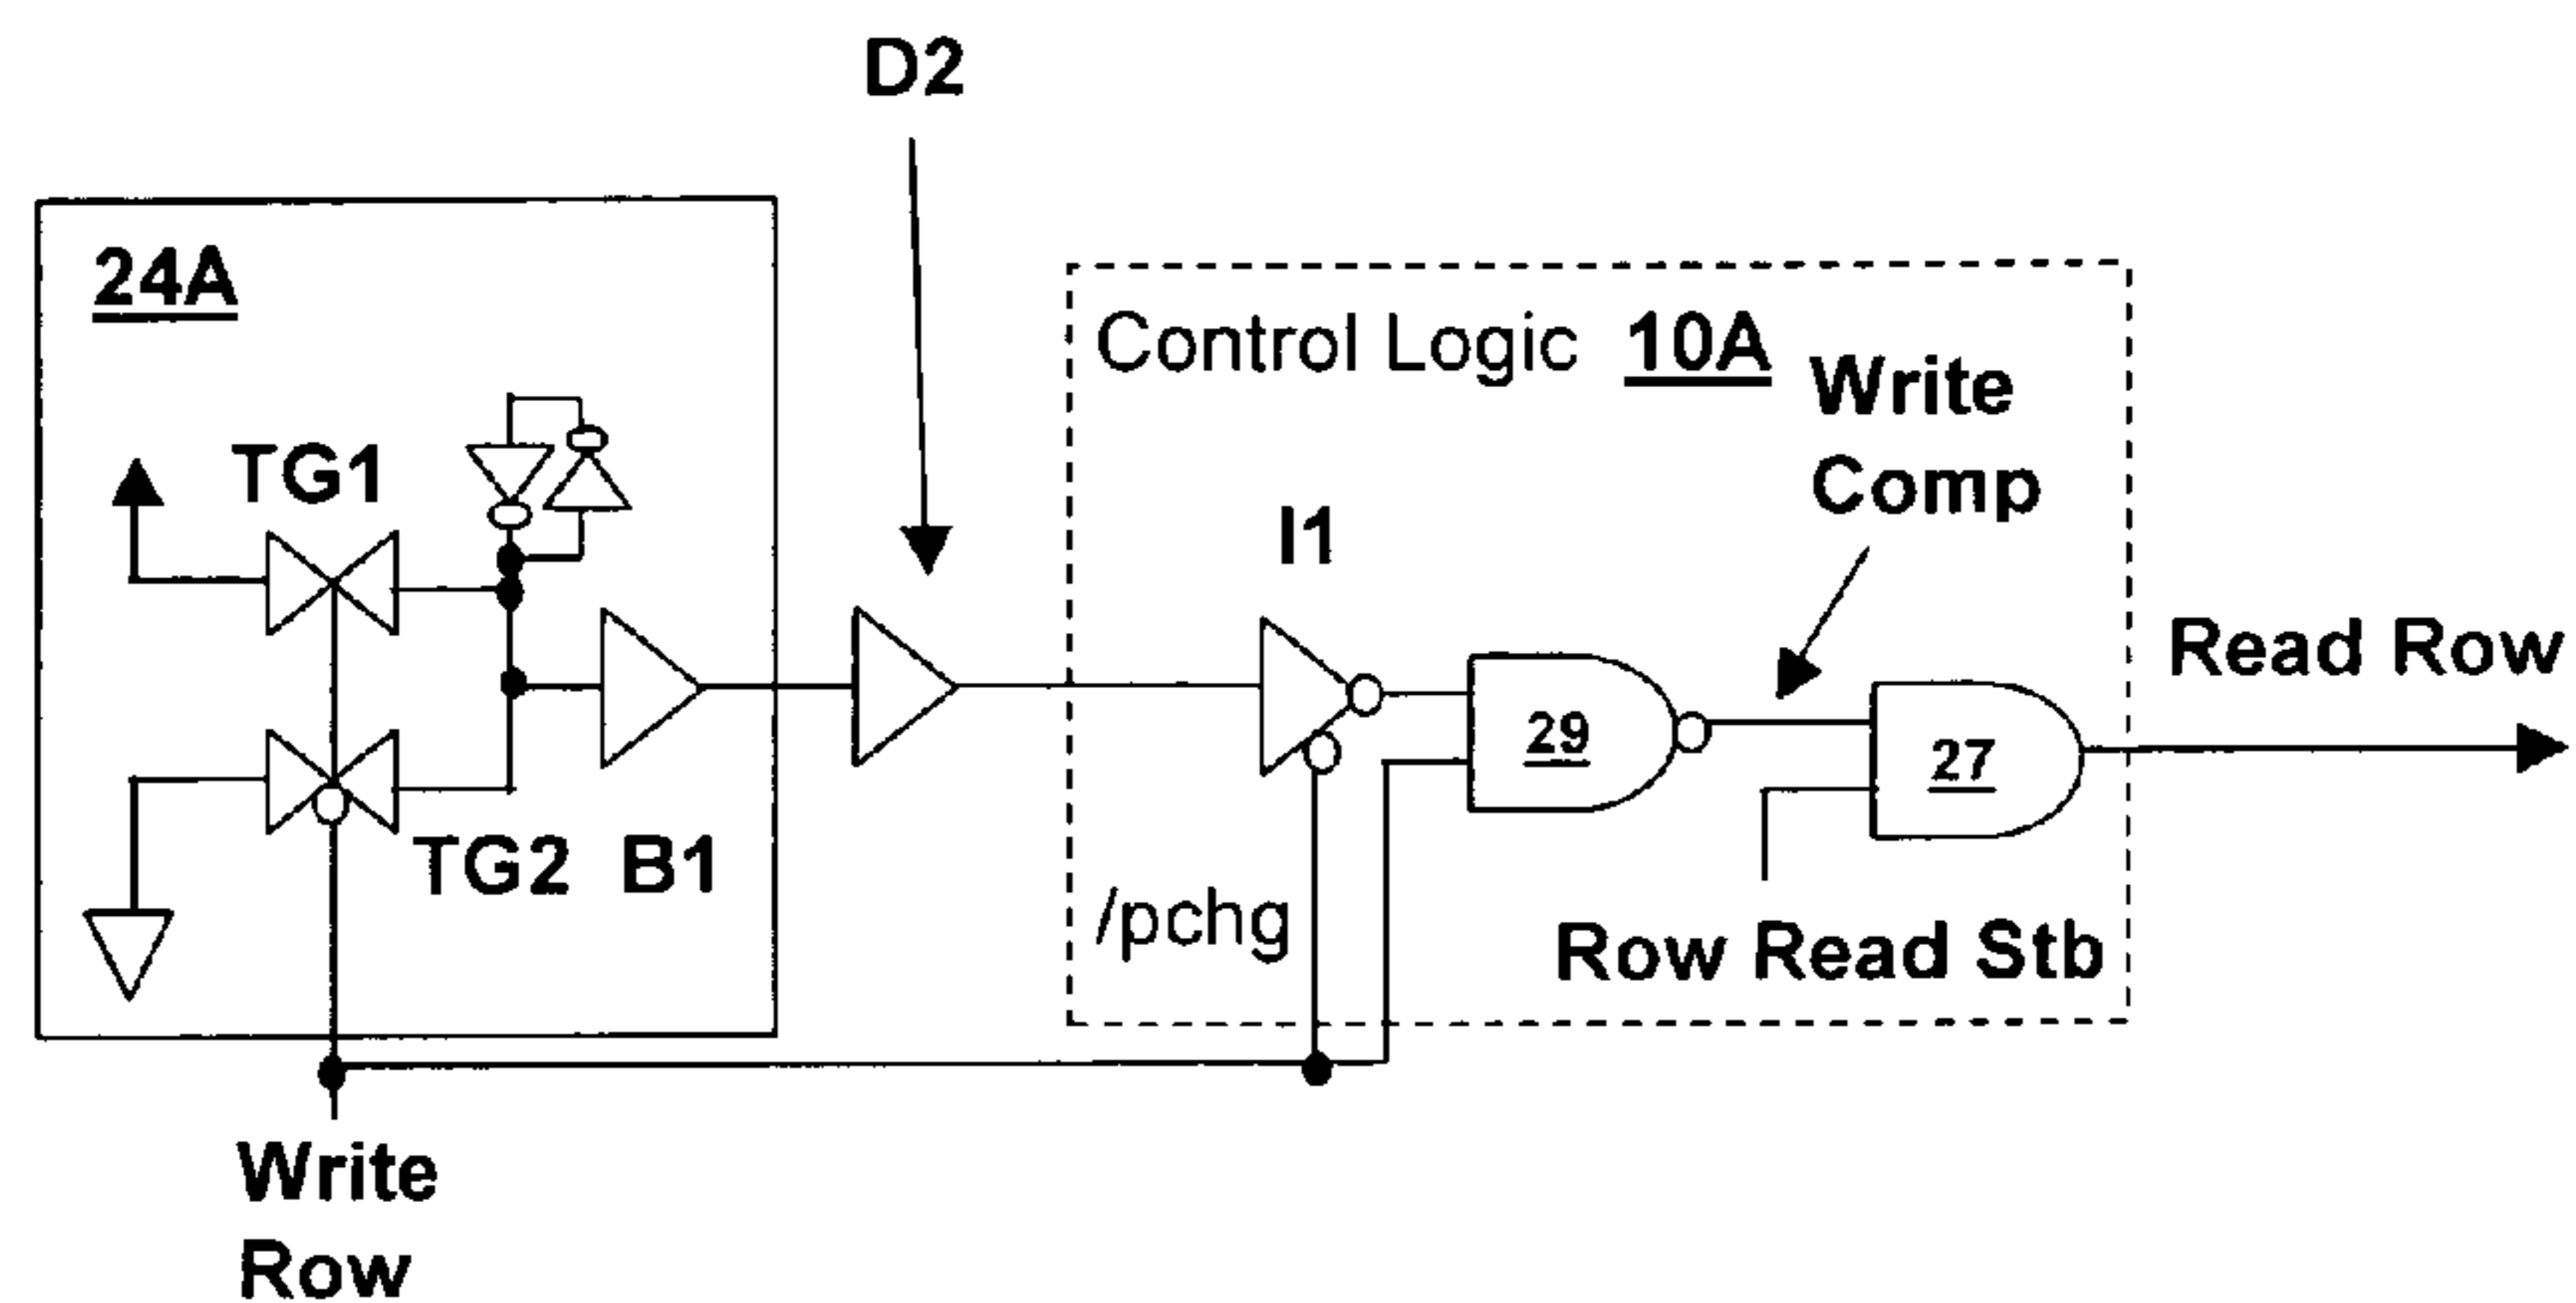 D2
24A
Control Logic 10A
Write
Comp
TG1
I1
29
27
Read Row
TG2 B1
/pchg
Row Read Stb
Write
Row